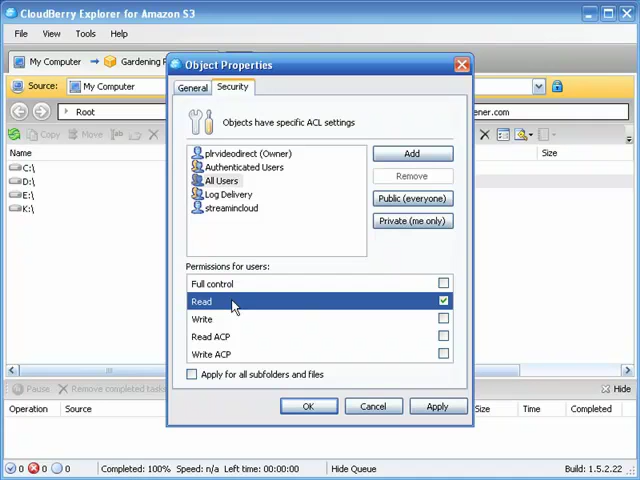 CloudBerry Explorer for Amazon S3
File View Tools Help
My Computer Gardening
Source: My Computer
Root ener.com
Copy Move
Name Size
C:\
D:\
E:\
K:\
Object Properties
General Security
Objects have specific ACL settings
plrvideodirect (Owner)
Authenticated Users
All Users
Log Delivery
streamincloud
Add
Remove
Public (everyone)
Private (me only)
Permissions for users:
Full control
Read
Write
Read ACP
Write ACP
Apply for all subfolders and files
OK Cancel Apply
Pause Remove completed tasks Hide
Operation Source Size Time Completed
0 0 0 Completed: 100% Speed: n/a Left time: 00:00:00 Hide Queue Build: 1.5.2.22